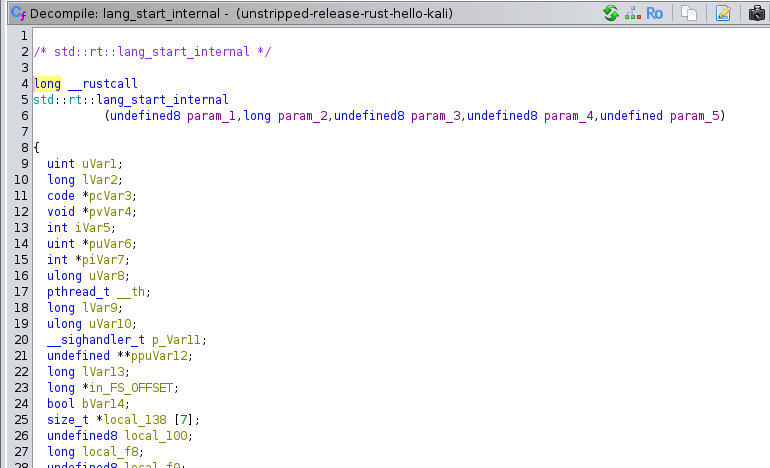 Decompile: lang_start_internal - (unstripped-release-rust-hello-kali)
Ro
1
2 /* std::rt::lang_start_internal */
3
4 long __rustcall
5 std::rt::lang_start_internal
6 (undefined8 param_1,long param_2,undefined8 param_3,undefined8 param_4,undefined param_5)
7
8 {
9 uint uVar1;
10 long lVar2;
11 code *pcVar3;
12 void *pvVar4;
13 int iVar5;
14 uint *puVar6;
15 int *piVar7;
16 ulong uVar8;
17 pthread_t __th;
18 long lVar9;
19 ulong uVar10;
20 __sighandler_t p_Var11;
21 undefined **ppuVar12;
22 long lVar13;
23 long *in_FS_OFFSET;
24 bool bVar14;
25 size_t *local_138 [7];
26 undefined8 local_100;
27 long local_f8;
28 undefined8 local_f0;